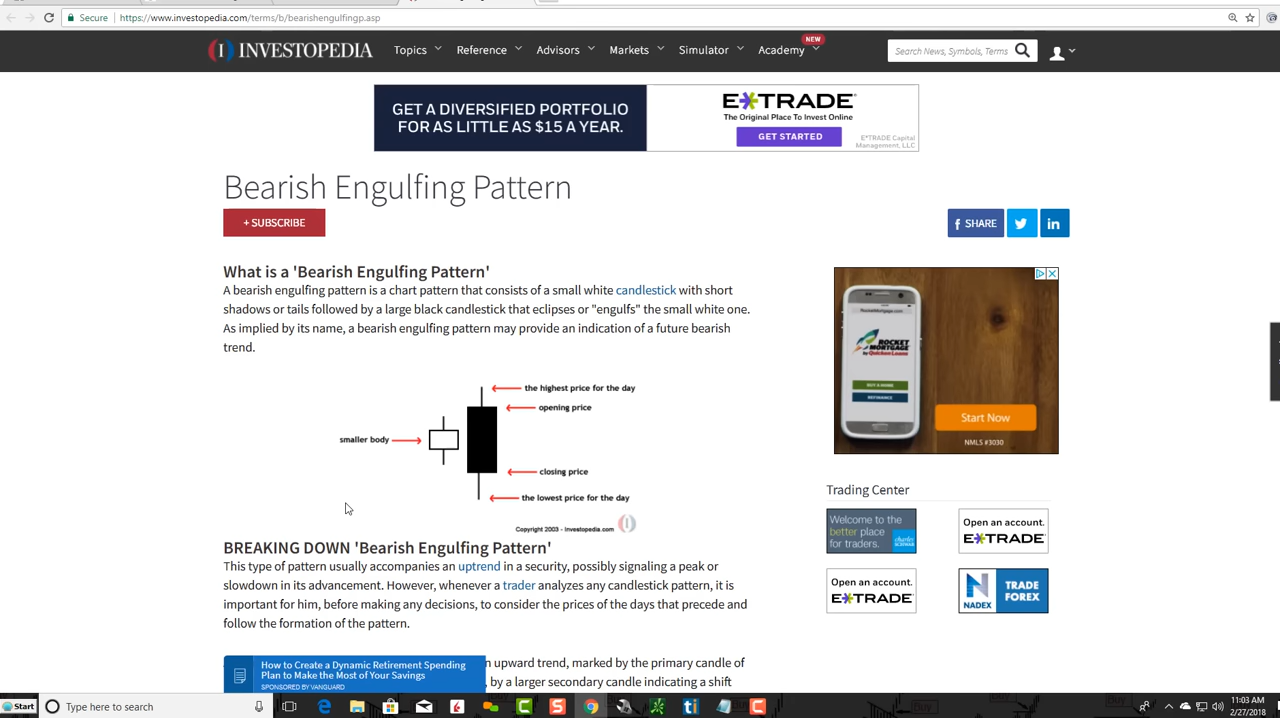 Secure
https://www.investopedia.com/terms/b/bearishengulfingp.asp
INVESTOPEDIA
Topics
Reference
Advisors
Markets
Simulator
Academy
NEW
Search News, Symbols, Terms
GET A DIVERSIFIED PORTFOLIO
FOR AS LITTLE AS $15 A YEAR.
E*TRADE
The Original Place To Invest Online
GET STARTED
E*TRADE Capital
Management, LLC
Bearish Engulfing Pattern
+ SUBSCRIBE
f SHARE
in
What is a 'Bearish Engulfing Pattern'
A bearish engulfing pattern is a chart pattern that consists of a small white candlestick with short
shadows or tails followed by a large black candlestick that eclipses or "engulfs" the small white one.
As implied by its name, a bearish engulfing pattern may provide an indication of a future bearish
trend.
the highest price for the day
opening price
smaller body
closing price
the lowest price for the day
Copyright 2003 - Investopedia.com
BREAKING DOWN 'Bearish Engulfing Pattern'
This type of pattern usually accompanies an uptrend in a security, possibly signaling a peak or
slowdown in its advancement. However, whenever a trader analyzes any candlestick pattern, it is
important for him, before making any decisions, to consider the prices of the days that precede and
follow the formation of the pattern.
n upward trend, marked by the primary candle of
, by a larger secondary candle indicating a shift
How to Create a Dynamic Retirement Spending
Plan to Make the Most of Your Savings
SPONSORED BY VANGUARD
ROCKET
MORTGAGE
by Quicken Loans
BUY A HOME
REFINANCE
Start Now
NMLS #3030
Trading Center
Welcome to the
better place
for traders.
charles
SCHWAB
Open an account.
E*TRADE
Open an account.
E*TRADE
N
NADEX
TRADE
FOREX
Start
Type here to search
11:03 AM
2/27/2018
Buy